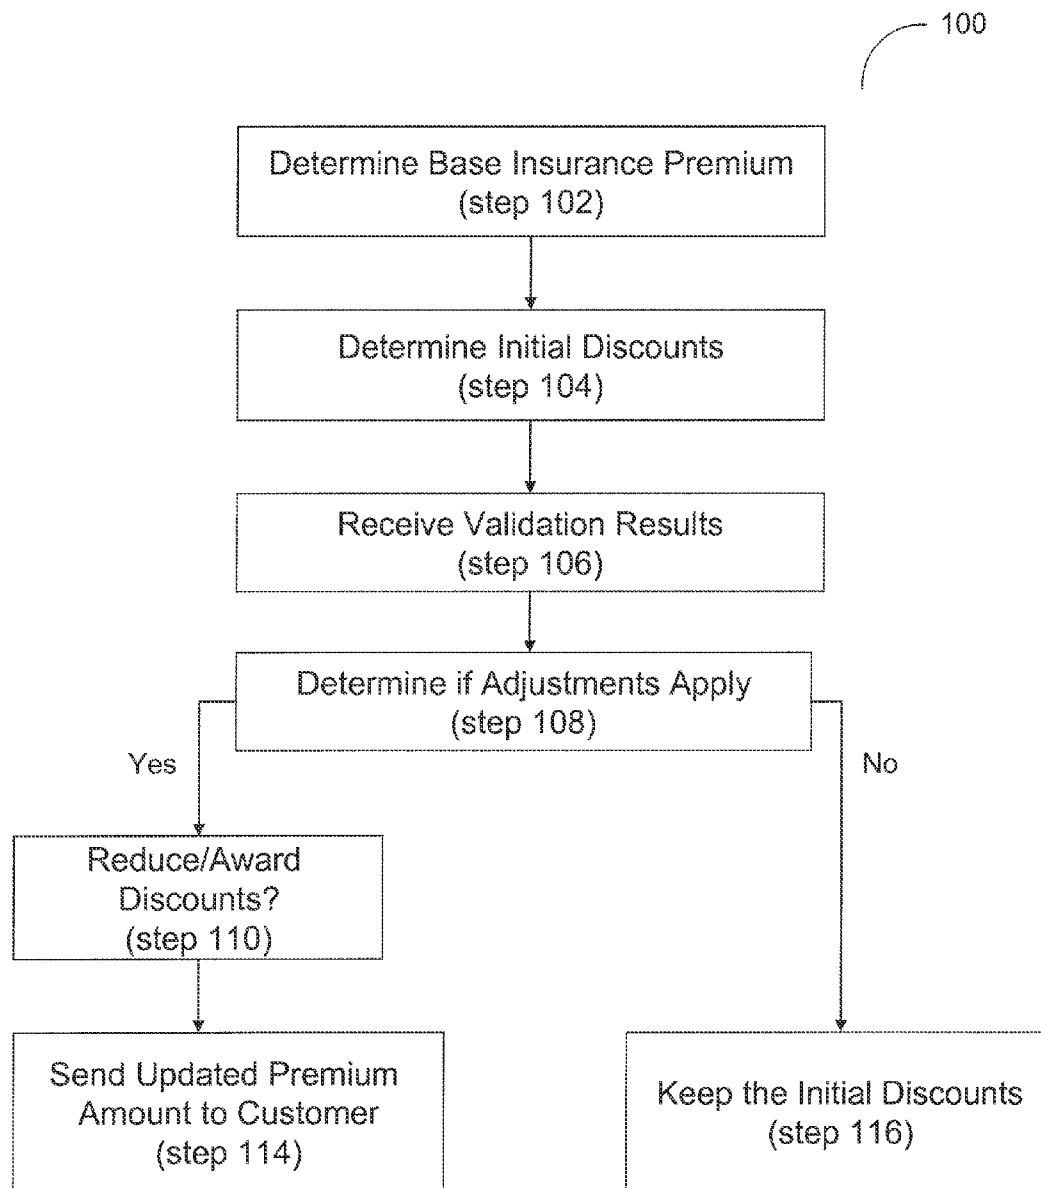 100
Determine Base Insurance Premium
(step 102)
Determine Initial Discounts
(step 104)
Receive Validation Results
(step 106)
Determine if Adjustments Apply
(step 108)
Yes
No
Reduce/Award
Discounts?
(step 110)
Send Updated Premium
Amount to Customer
(step 114)
Keep the Initial Discounts
(step 116)